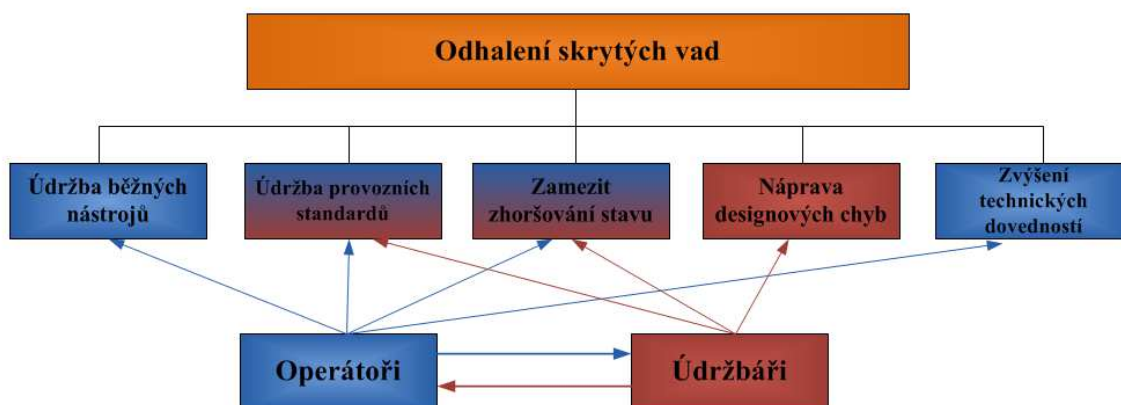 Odhalení skrytých vad
Údržba běžných
nástrojů
Údržba provozních
standardů
Zamezit
zhoršování stavu
Náprava
designových chyb
Zvýšení
technických
dovedností
Operátoři
Údržbáři